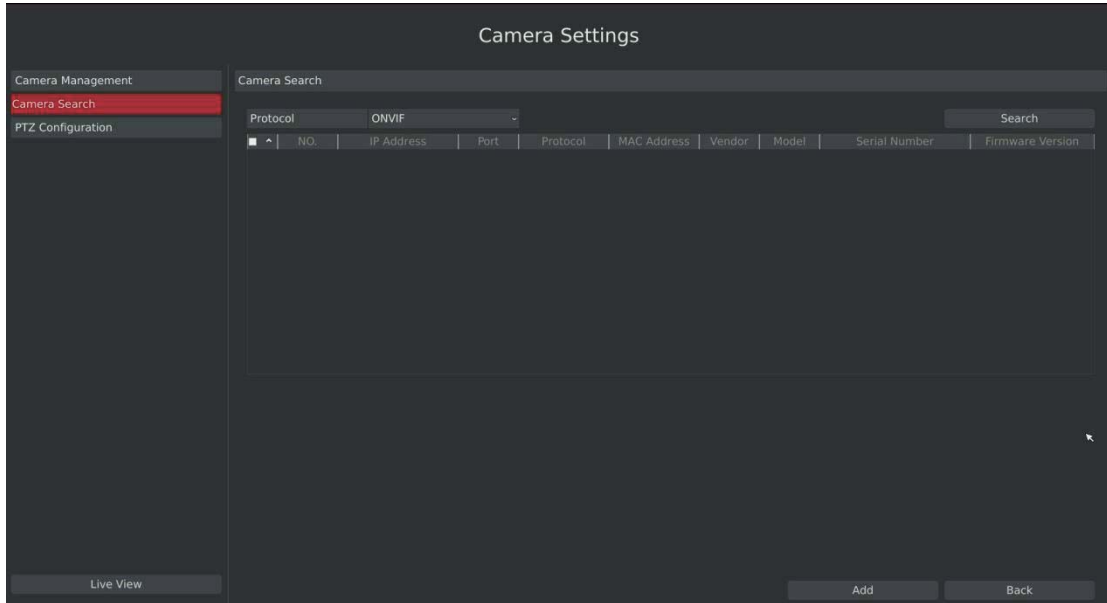 Camera Settings
Camera Management
Camera Search
PTZ Configuration
Camera Search
Protocol ONVIF Search
NO. IP Address Port Protocol MAC Address Vendor Model Serial Number Firmware Version
Live View
Add Back